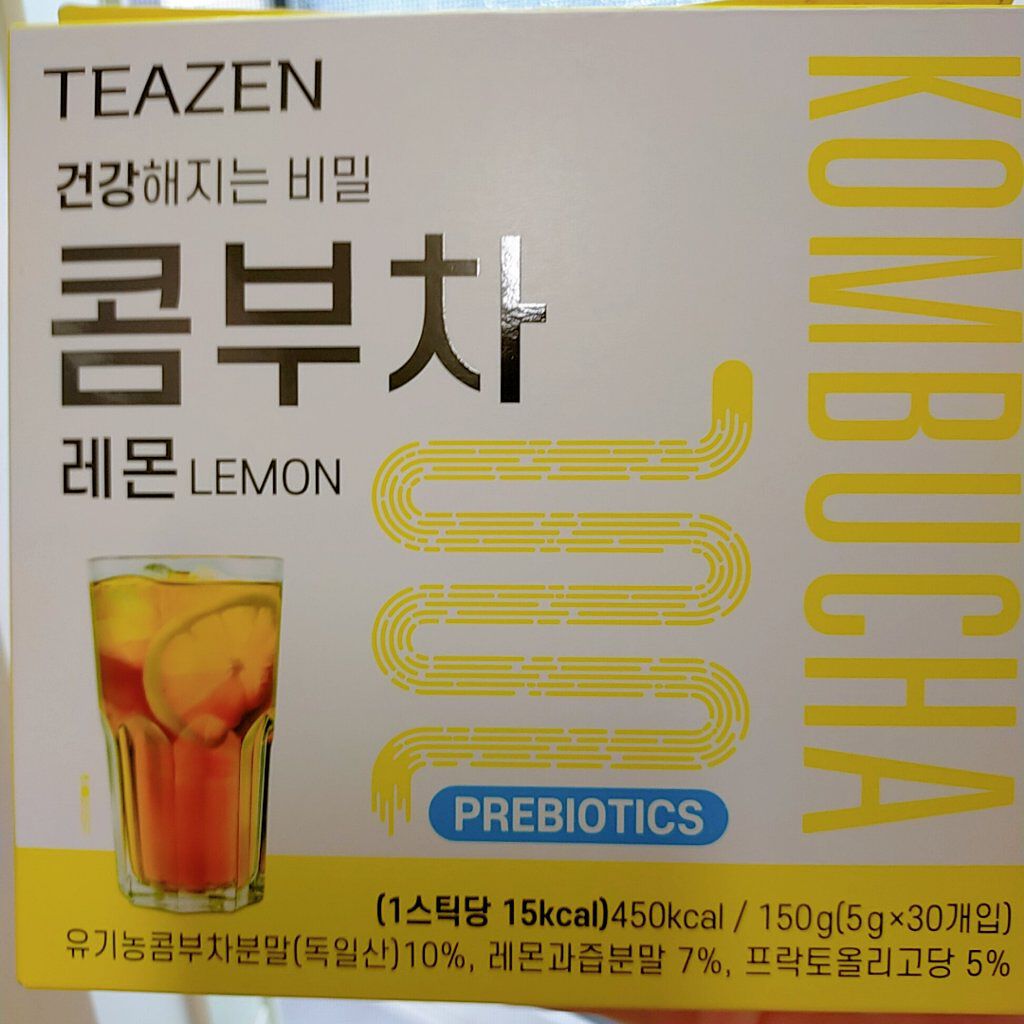 TEAZEN
건강해지는 비밀
콤부차
레몬 LEMON
KOMBUCHA
PREBIOTICS
(1스틱당 15kcal)450kcal / 150g(5g×30개입)
유기농콤부차분말(독일산)10%, 레몬과즙분말 7%, 프락토올리고당 5%